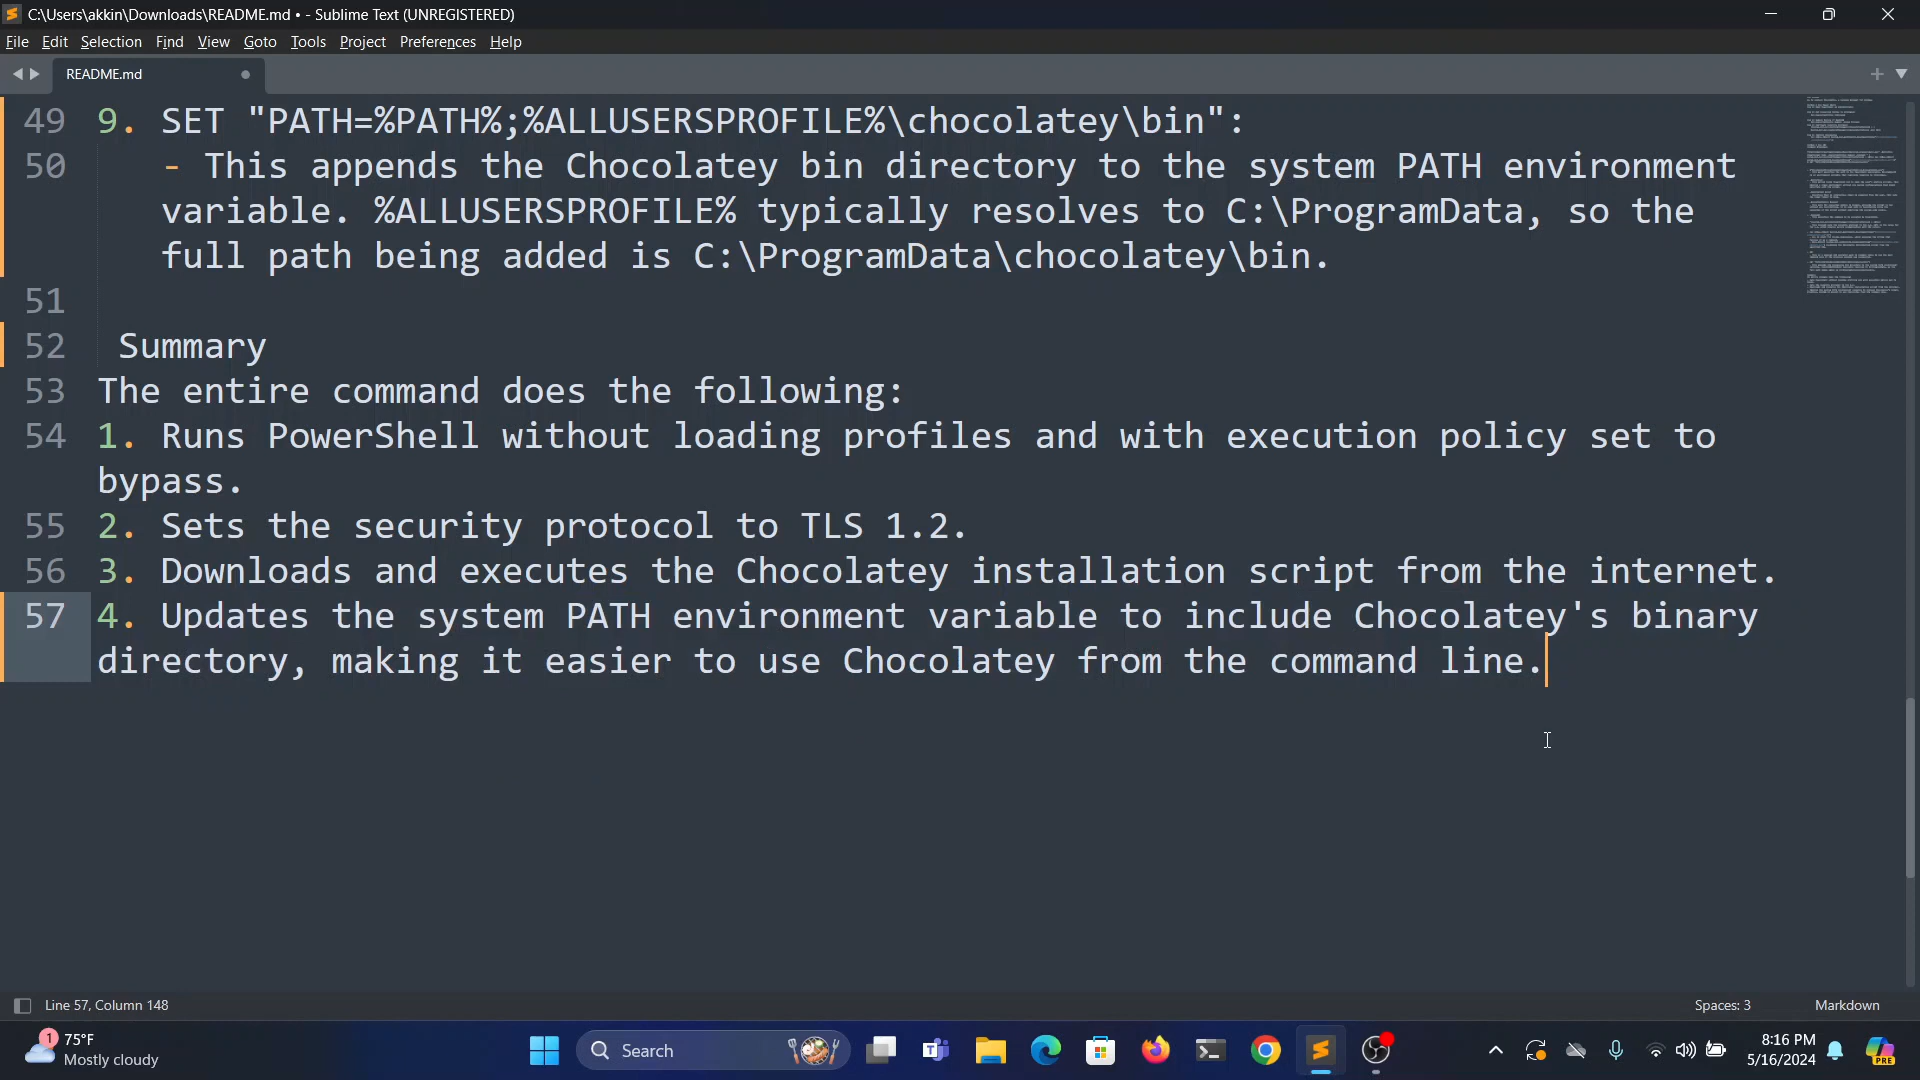 C:\Users\akkin\Downloads\README.md • - Sublime Text (UNREGISTERED)
File Edit Selection Find View Goto Tools Project Preferences Help
README.md
49 9. SET "PATH=%PATH%;%ALLUSERSPROFILE%\chocolatey\bin":
50 - This appends the Chocolatey bin directory to the system PATH environment
variable. %ALLUSERSPROFILE% typically resolves to C:\ProgramData, so the
full path being added is C:\ProgramData\chocolatey\bin.
51
52 Summary
53 The entire command does the following:
54 1. Runs PowerShell without loading profiles and with execution policy set to
bypass.
55 2. Sets the security protocol to TLS 1.2.
56 3. Downloads and executes the Chocolatey installation script from the internet.
57 4. Updates the system PATH environment variable to include Chocolatey's binary
directory, making it easier to use Chocolatey from the command line.
Line 57, Column 148 Spaces: 3 Markdown
1 75°F
Mostly cloudy
Search
8:16 PM
5/16/2024
PRE